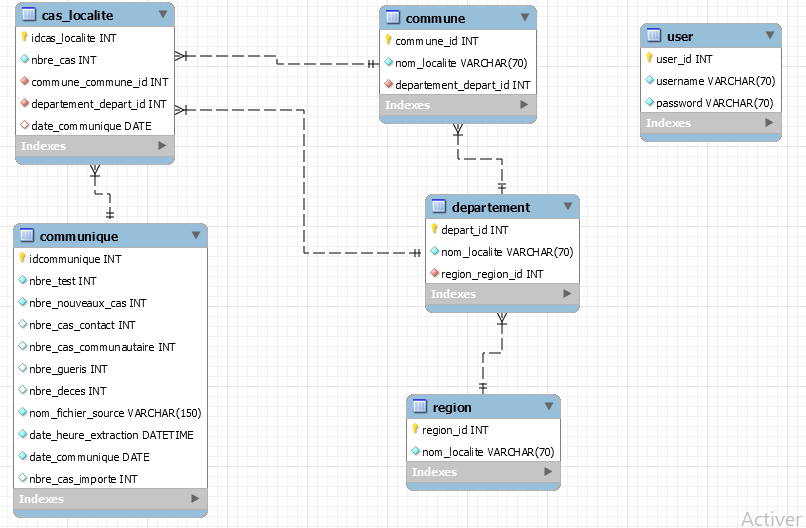 cas_localite
idcas_localite INT
nbre_cas INT
commune_commune_id INT
departement_depart_id INT
date_communique DATE
Indexes
commune
commune_id INT
nom_localite VARCHAR(70)
departement_depart_id INT
Indexes
user
user_id INT
username VARCHAR(70)
password VARCHAR(70)
Indexes
communique
idcommunique INT
nbre_test INT
nbre_nouveaux_cas INT
nbre_cas_contact INT
nbre_cas_communautaire INT
nbre_gueris INT
nbre_deces INT
nom_fichier_source VARCHAR(150)
date_heure_extraction DATETIME
date_communique DATE
nbre_cas_importe INT
Indexes
departement
depart_id INT
nom_localite VARCHAR(70)
region_region_id INT
Indexes
region
region_id INT
nom_localite VARCHAR(70)
Indexes
Activer